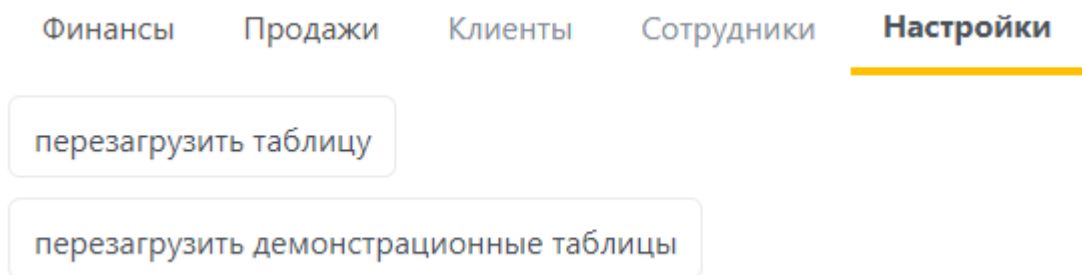 Финансы Продажи Клиенты Сотрудники Настройки
перезагрузить таблицу
перезагрузить демонстрационные таблицы